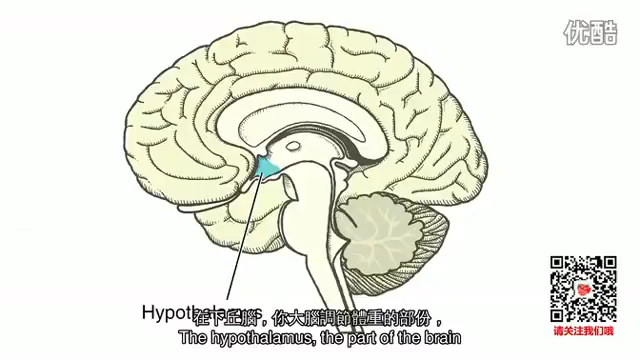 优酷
Hypothalamus
在下丘腦，你大腦調節體重的部份，
The hypothalamus, the part of the brain
请关注我们哦